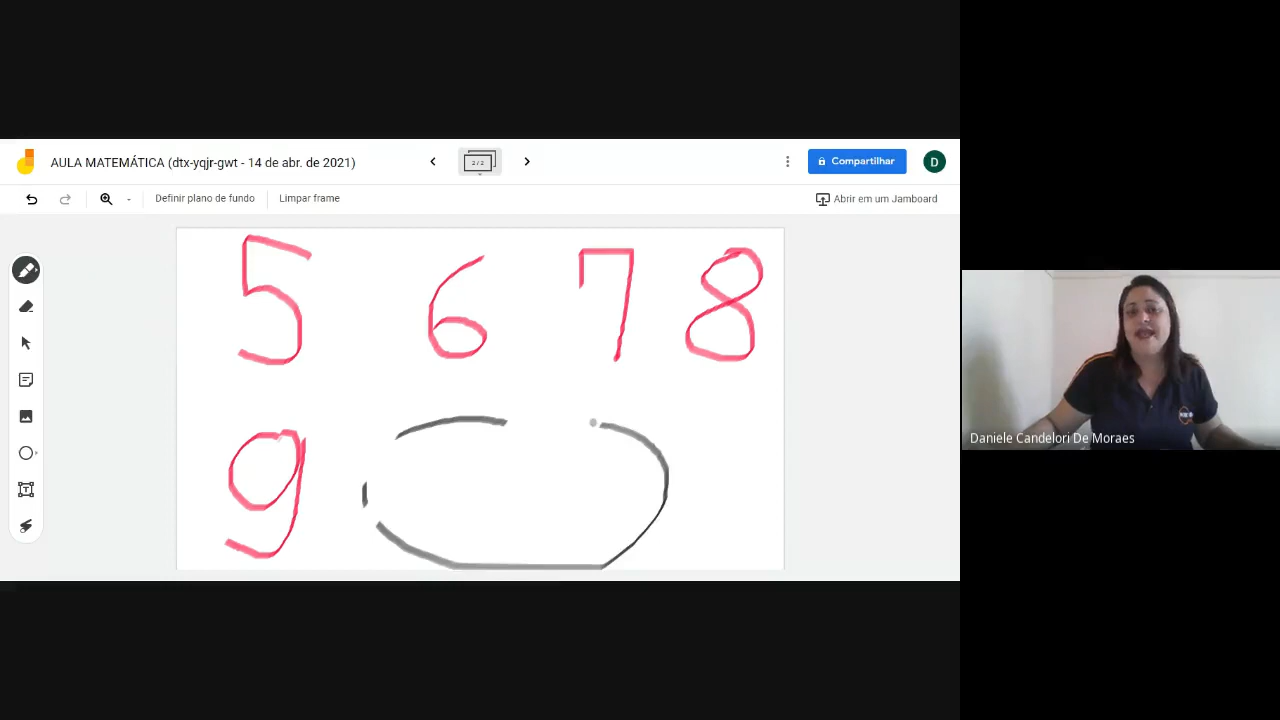 AULA MATEMÁTICA (dtx-yqjr-gwt - 14 de abr. de 2021)
2 / 2
Compartilhar
D
Definir plano de fundo
Limpar frame
Abrir em um Jamboard
5 6 7 8
9
Daniele Candelori De Moraes